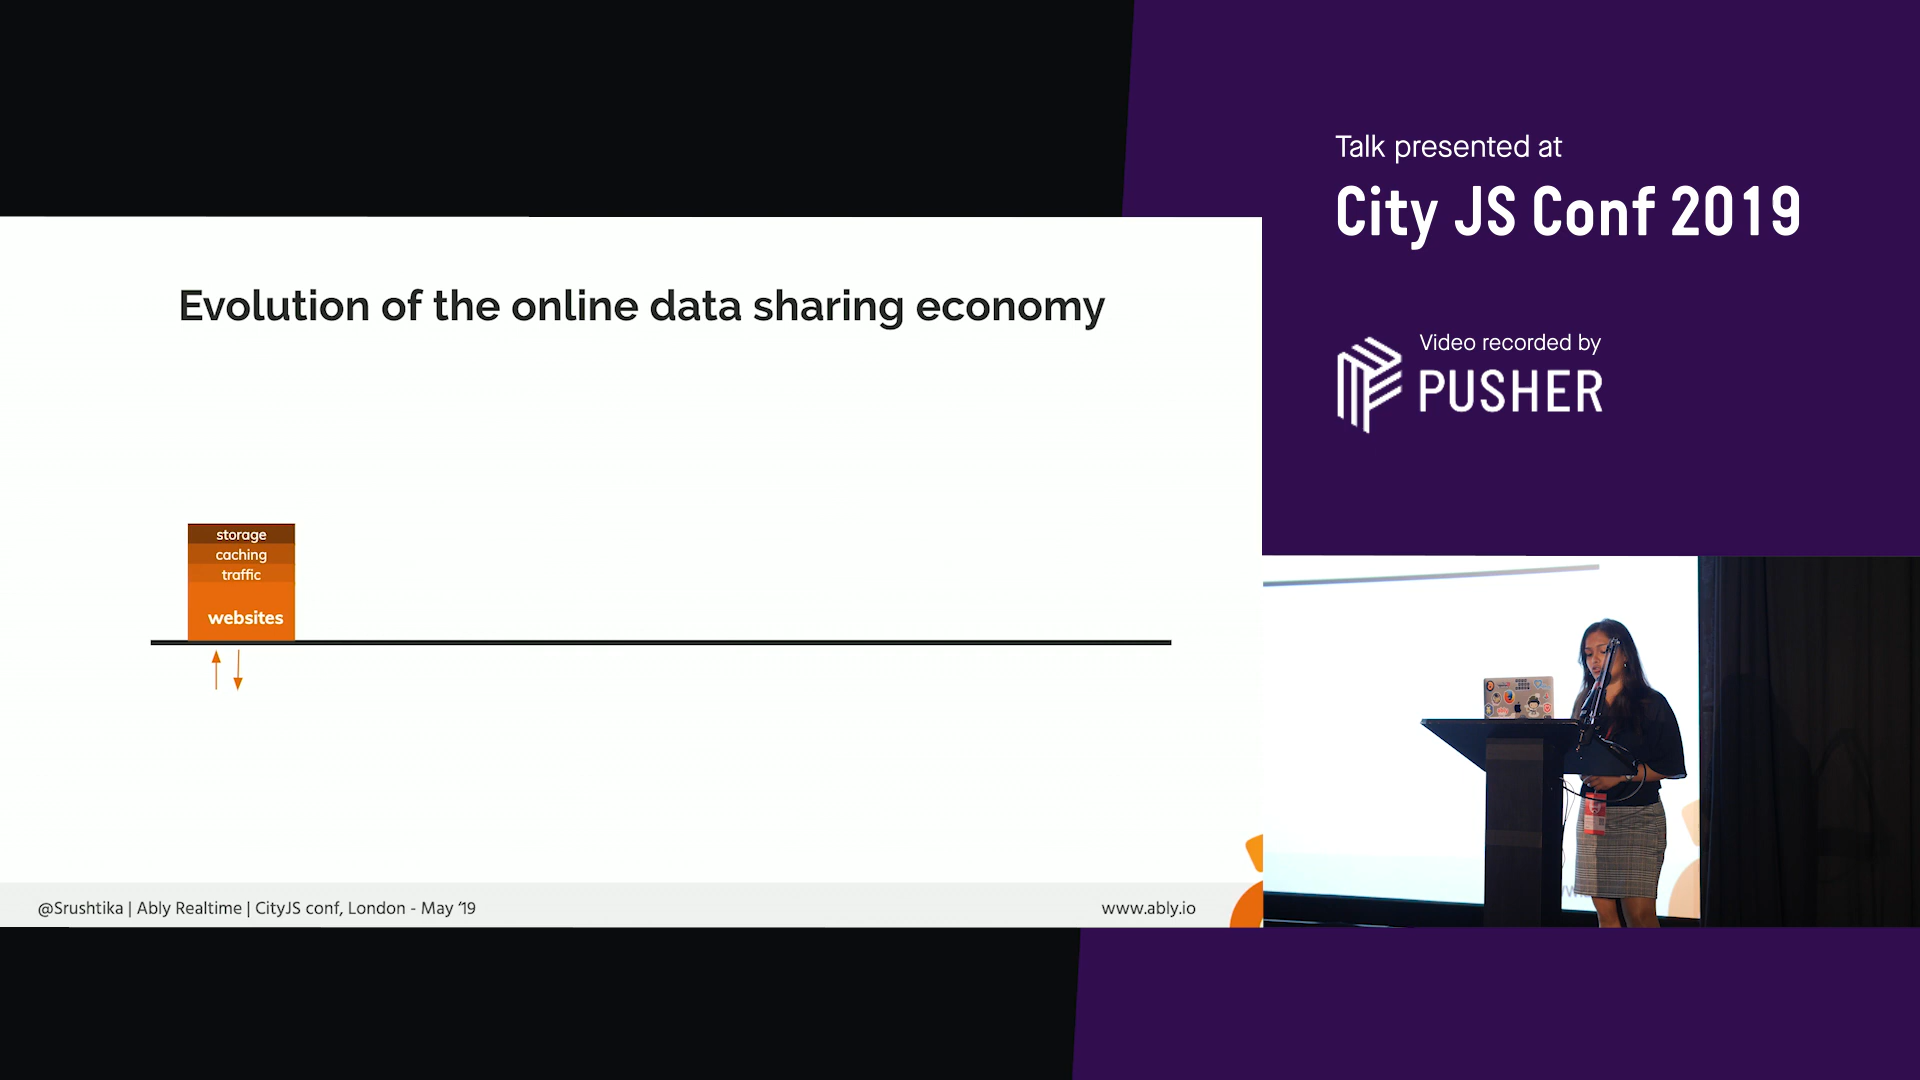 Talk presented at
City JS Conf 2019
Video recorded by
PUSHER
Evolution of the online data sharing economy
storage
caching
traffic
websites
@Srushtika | Ably Realtime | CityJS conf, London - May '19
www.ably.io